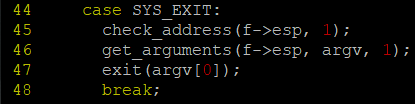 44 case SYS_EXIT:
45 check_address(f->esp, 1);
46 get_arguments(f->esp, argv, 1);
47 exit(argv[0]);
48 break;